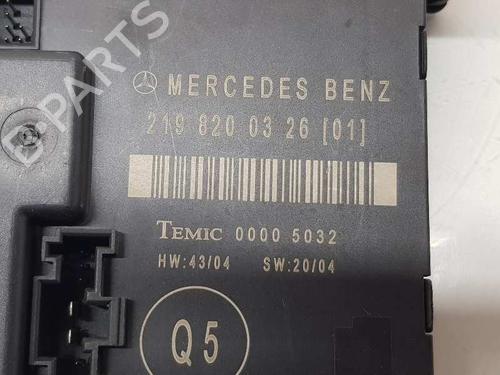 B-PARTS
MERCEDES BENZ
219 820 03 26 [01]
TEMIC 0000 5032
HW:43/04 SW:20/04
Q5